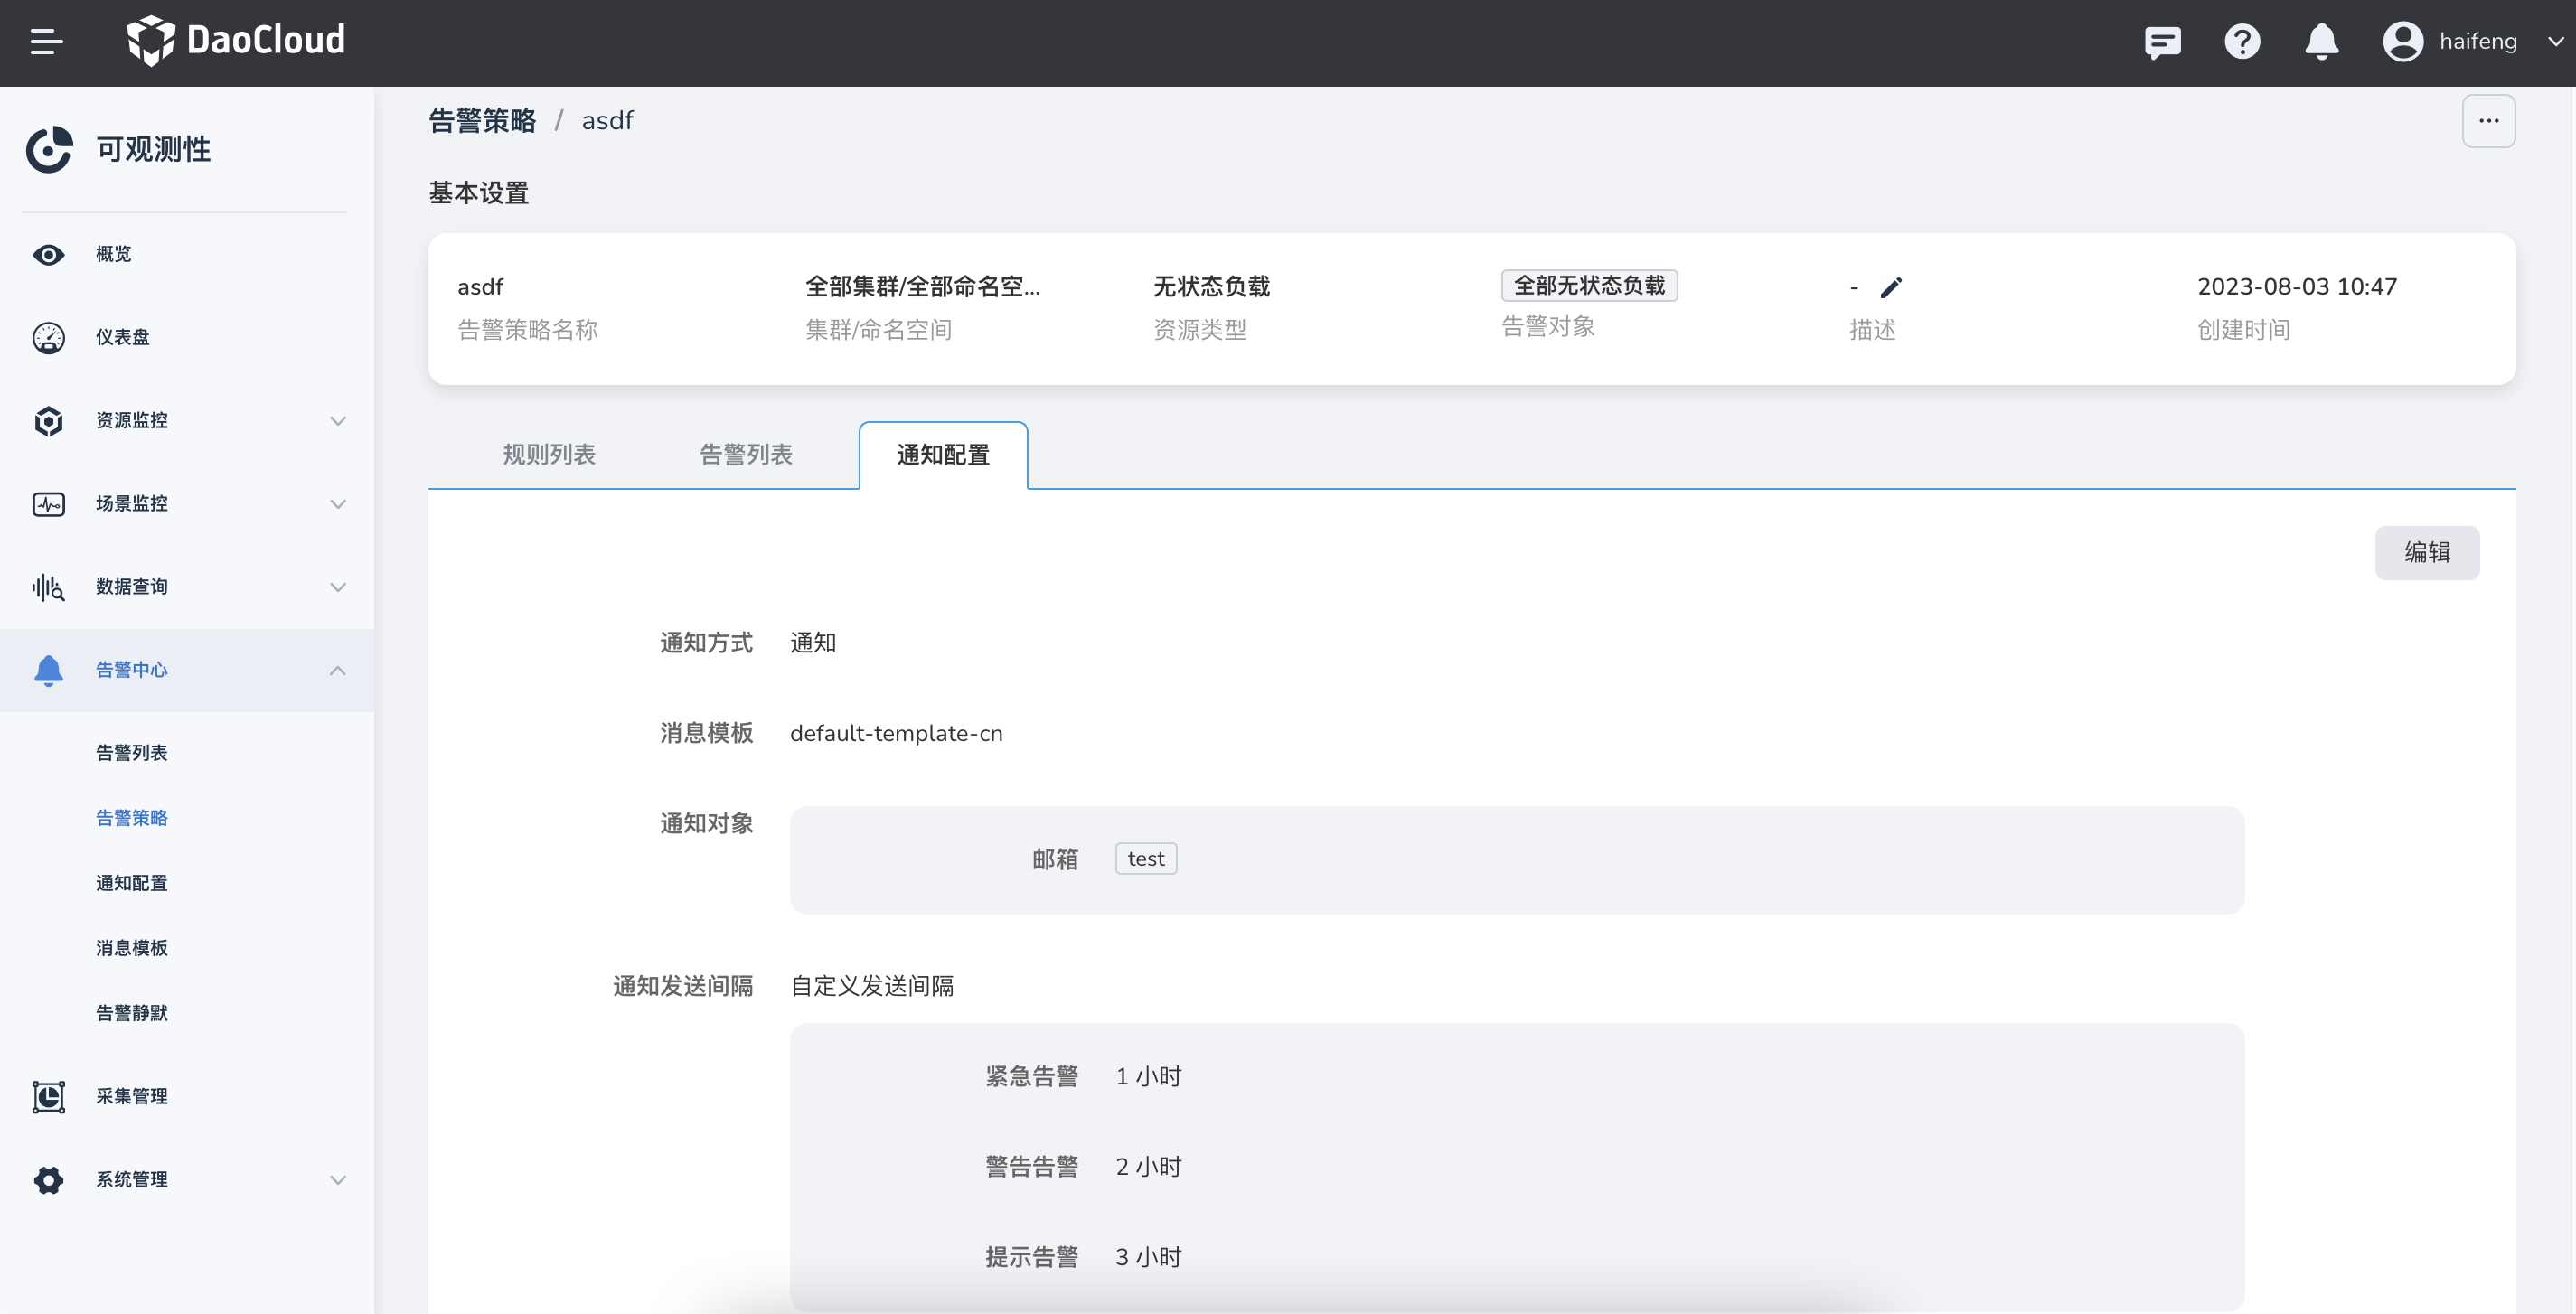 DaoCloud
haifeng
可观测性
概览
仪表盘
资源监控
场景监控
数据查询
告警中心
告警列表
告警策略
通知配置
消息模板
告警静默
采集管理
系统管理
告警策略 / asdf
...
基本设置
asdf
告警策略名称
全部集群/全部命名空...
集群/命名空间
无状态负载
资源类型
全部无状态负载
告警对象
-
描述
2023-08-03 10:47
创建时间
规则列表 告警列表 通知配置
编辑
通知方式 通知
消息模板 default-template-cn
通知对象
邮箱 test
通知发送间隔 自定义发送间隔
紧急告警 1 小时
警告告警 2 小时
提示告警 3 小时